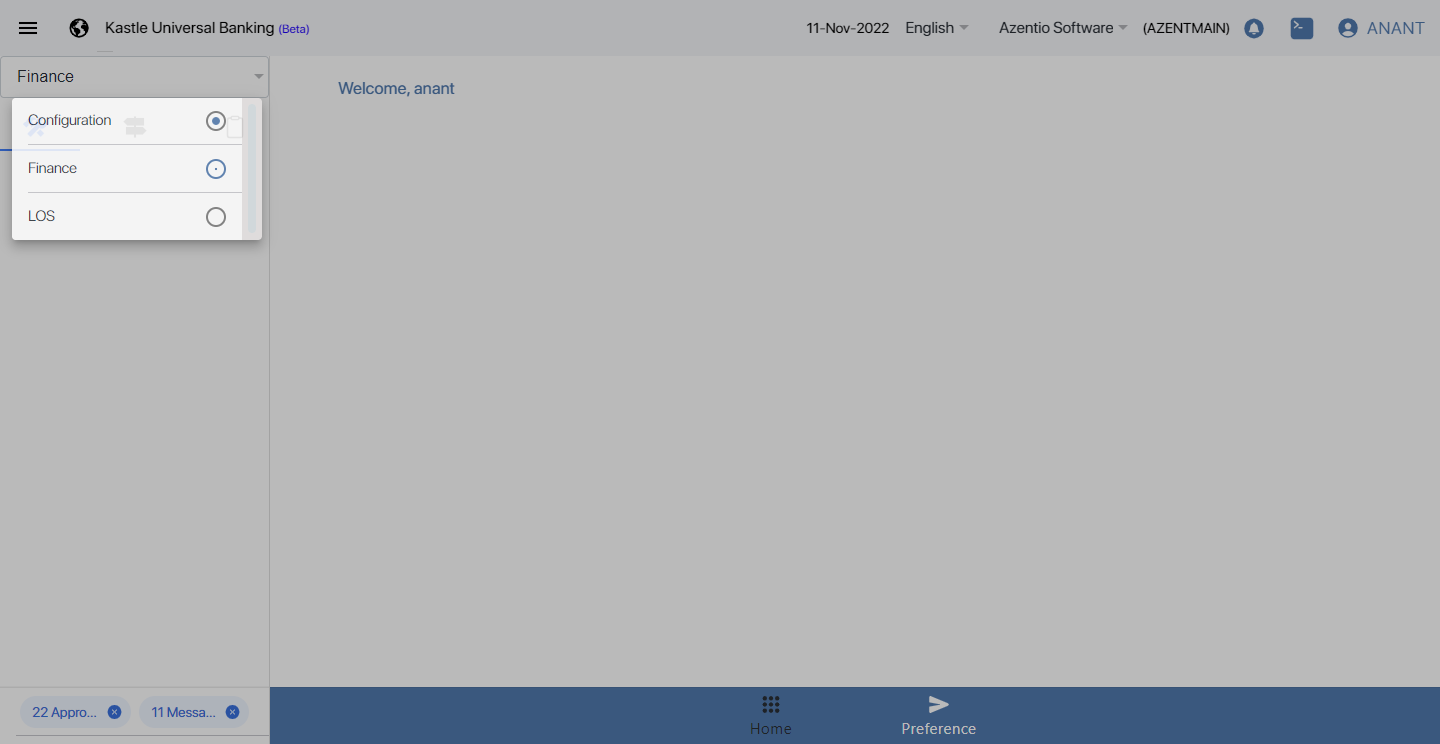 Kastle Universal Banking (Beta)
11-Nov-2022 English Azentio Software (AZENTMAIN) ANANT
Finance
Welcome, anant
Configuration
Finance
LOS
22 Appro... 11 Messa...
Home Preference